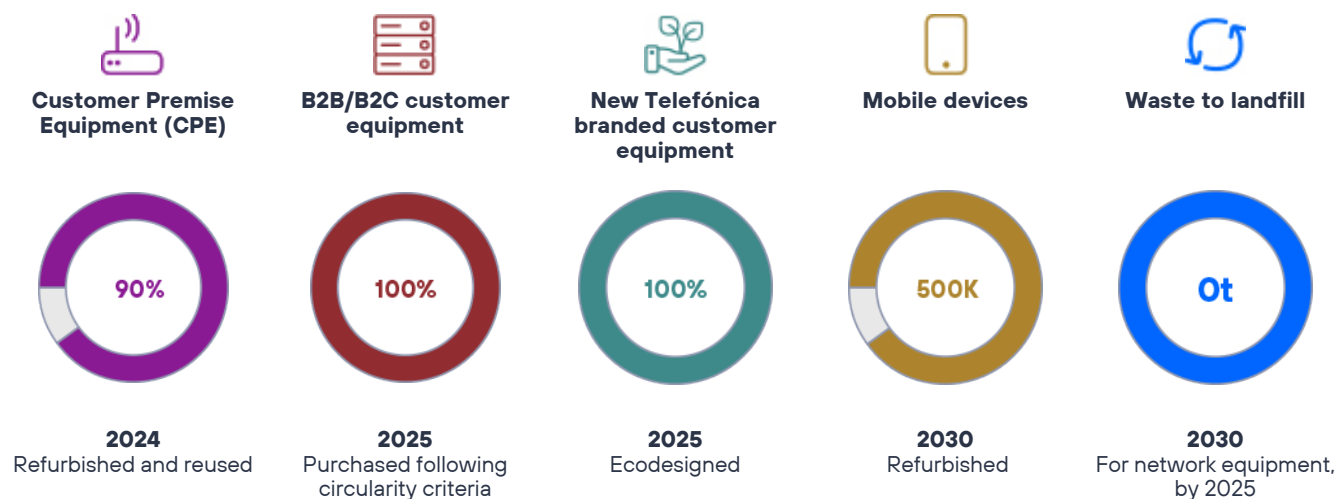 Customer Premise
Equipment (CPE)
B2B/B2C customer
equipment
New Telefónica
branded customer
equipment
Mobile devices
Waste to landfill
90%
100%
100%
500K
0t
2024
Refurbished and reused
2025
Purchased following
circularity criteria
2025
Ecodesigned
2030
Refurbished
2030
For network equipment,
by 2025